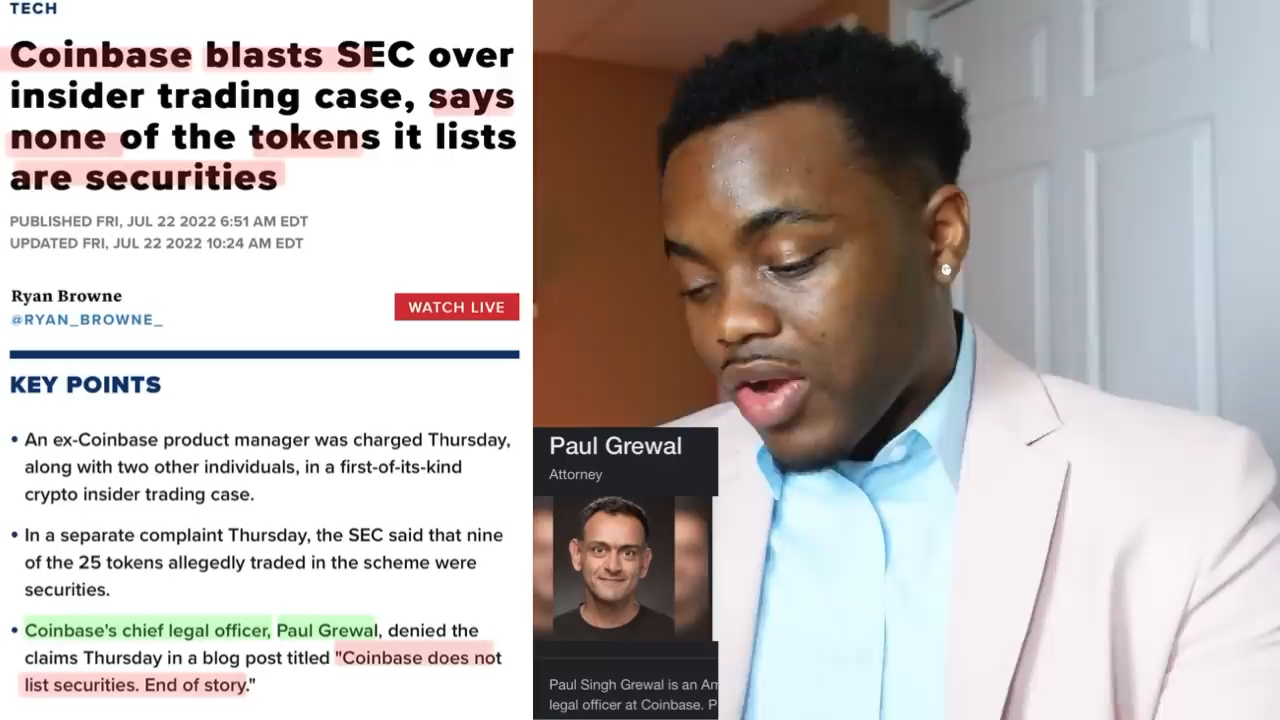 TECH
Coinbase blasts SEC over
insider trading case, says
none of the tokens it lists
are securities
PUBLISHED FRI, JUL 22 2022 6:51 AM EDT
UPDATED FRI, JUL 22 2022 10:24 AM EDT
Ryan Browne
@RYAN_BROWNE_
WATCH LIVE
KEY POINTS
• An ex-Coinbase product manager was charged Thursday,
along with two other individuals, in a first-of-its-kind
crypto insider trading case.
• In a separate complaint Thursday, the SEC said that nine
of the 25 tokens allegedly traded in the scheme were
securities.
• Coinbase's chief legal officer, Paul Grewal, denied the
claims Thursday in a blog post titled "Coinbase does not
list securities. End of story."
Paul Grewal
Attorney
Paul Singh Grewal is an Am
legal officer at Coinbase. P